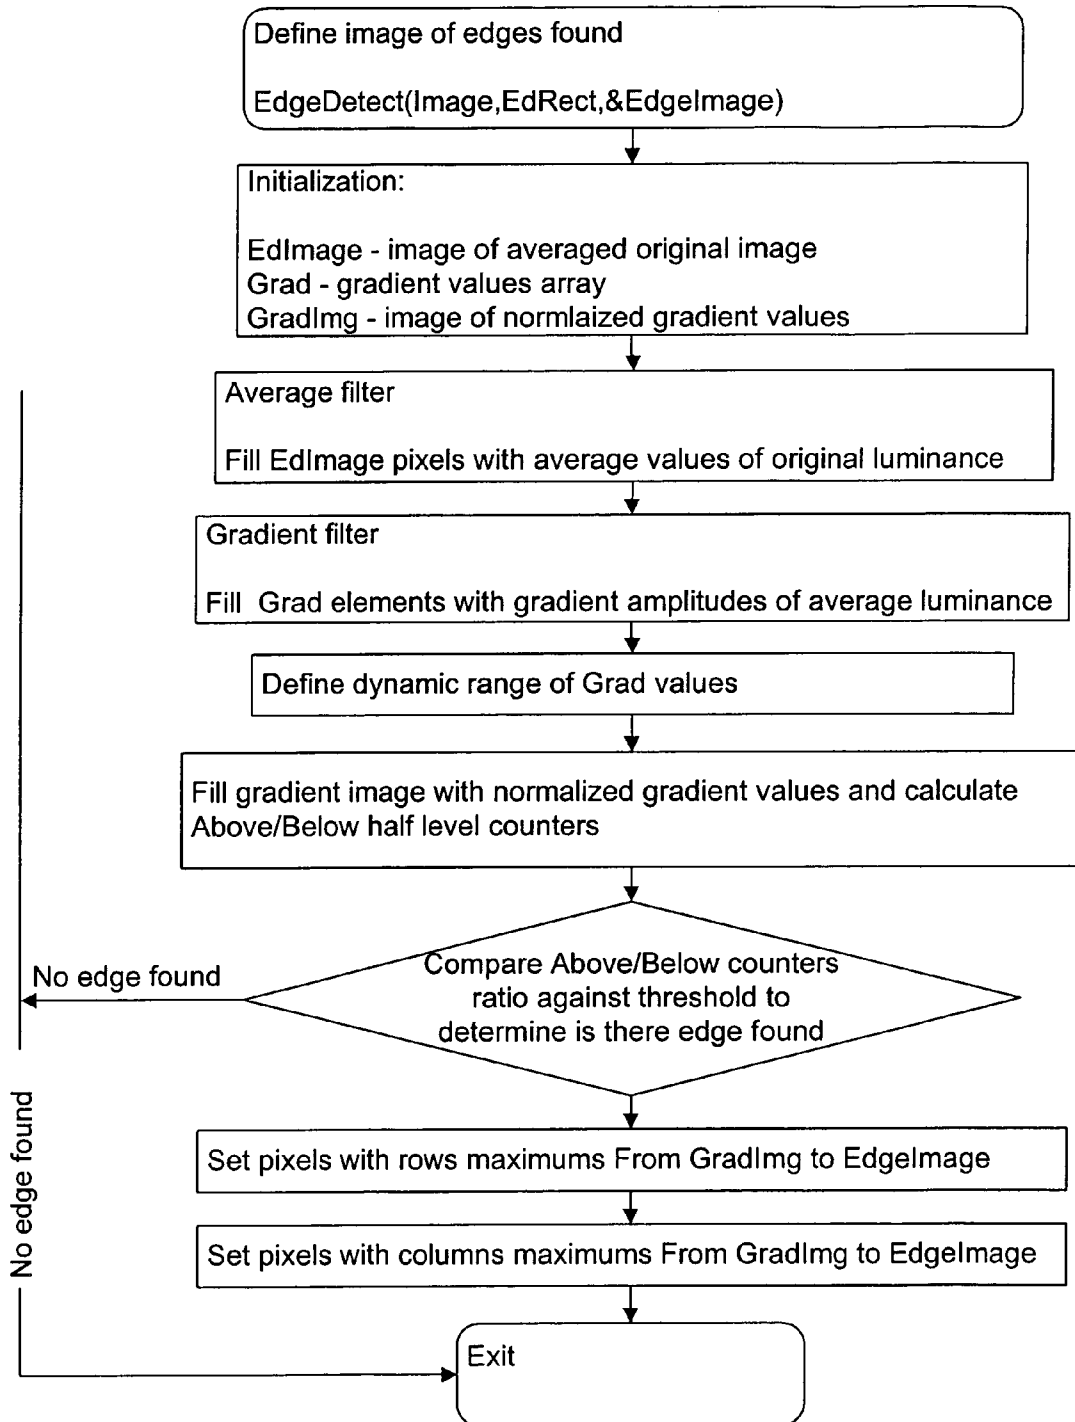 Define image of edges found
EdgeDetect(Image,EdRect,&EdgeImage)
Initialization:
EdImage - image of averaged original image
Grad - gradient values array
GradImg - image of normlaized gradient values
Average filter
Fill EdImage pixels with average values of original luminance
Gradient filter
Fill Grad elements with gradient amplitudes of average luminance
Define dynamic range of Grad values
Fill gradient image with normalized gradient values and calculate
Above/Below half level counters
No edge found
Compare Above/Below counters
ratio against threshold to
determine is there edge found
No edge found
Set pixels with rows maximums From GradImg to EdgeImage
Set pixels with columns maximums From GradImg to EdgeImage
Exit